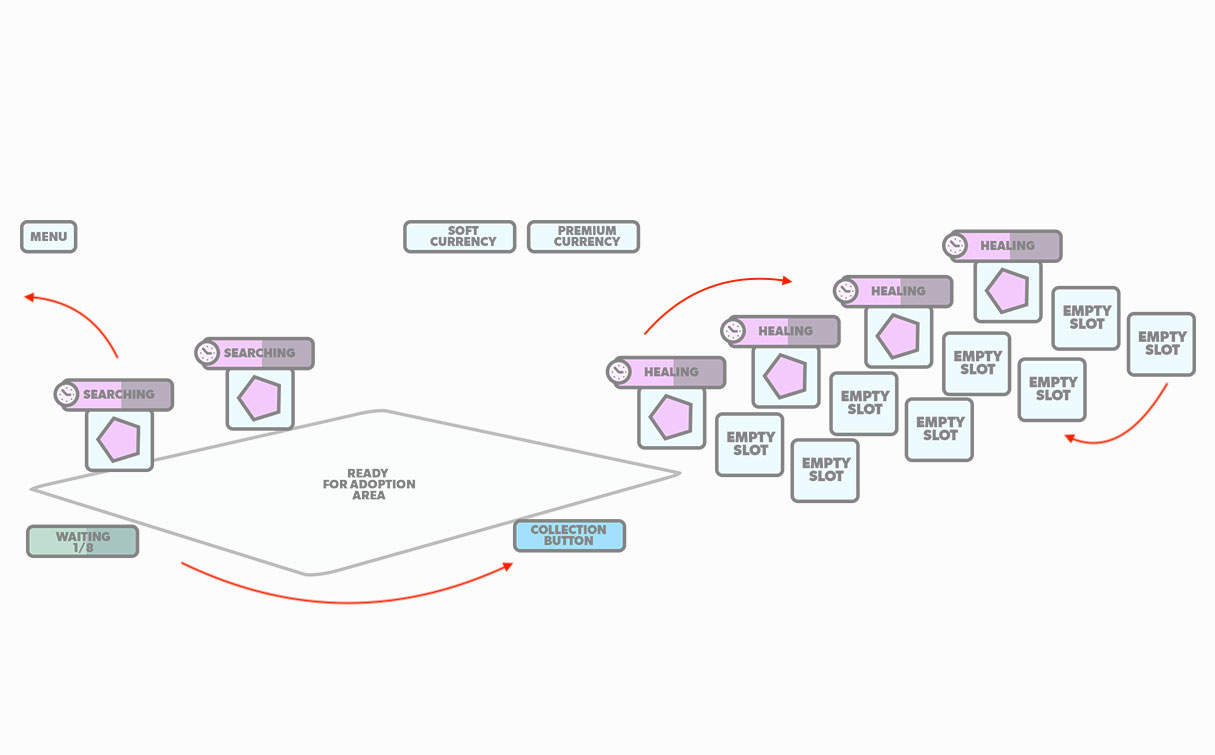 MENU
SOFT
CURRENCY
PREMIUM
CURRENCY
HEALING
HEALING
HEALING
HEALING
SEARCHING
SEARCHING
EMPTY
SLOT
EMPTY
SLOT
EMPTY
SLOT
EMPTY
SLOT
EMPTY
SLOT
EMPTY
SLOT
EMPTY
SLOT
EMPTY
SLOT
READY
FOR ADOPTION
AREA
WAITING
1/8
COLLECTION
BUTTON